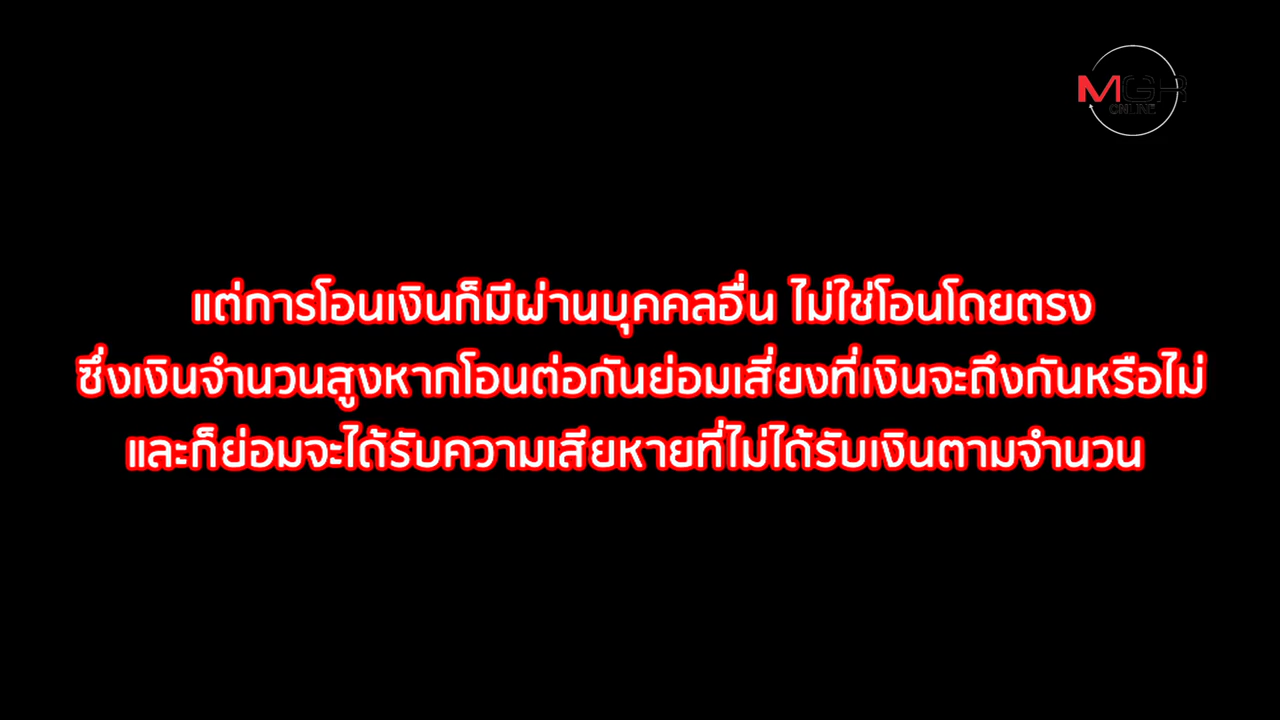 MGR
ONLINE
แต่การโอนเงินก็มีผ่านบุคคลอื่น ไม่ใช่โอนโดยตรง
ซึ่งเงินจำนวนสูงหากโอนต่อกันย่อมเสี่ยงที่เงินจะถึงกันหรือไม่
และก็ย่อมจะได้รับความเสียหายที่ไม่ได้รับเงินตามจำนวน